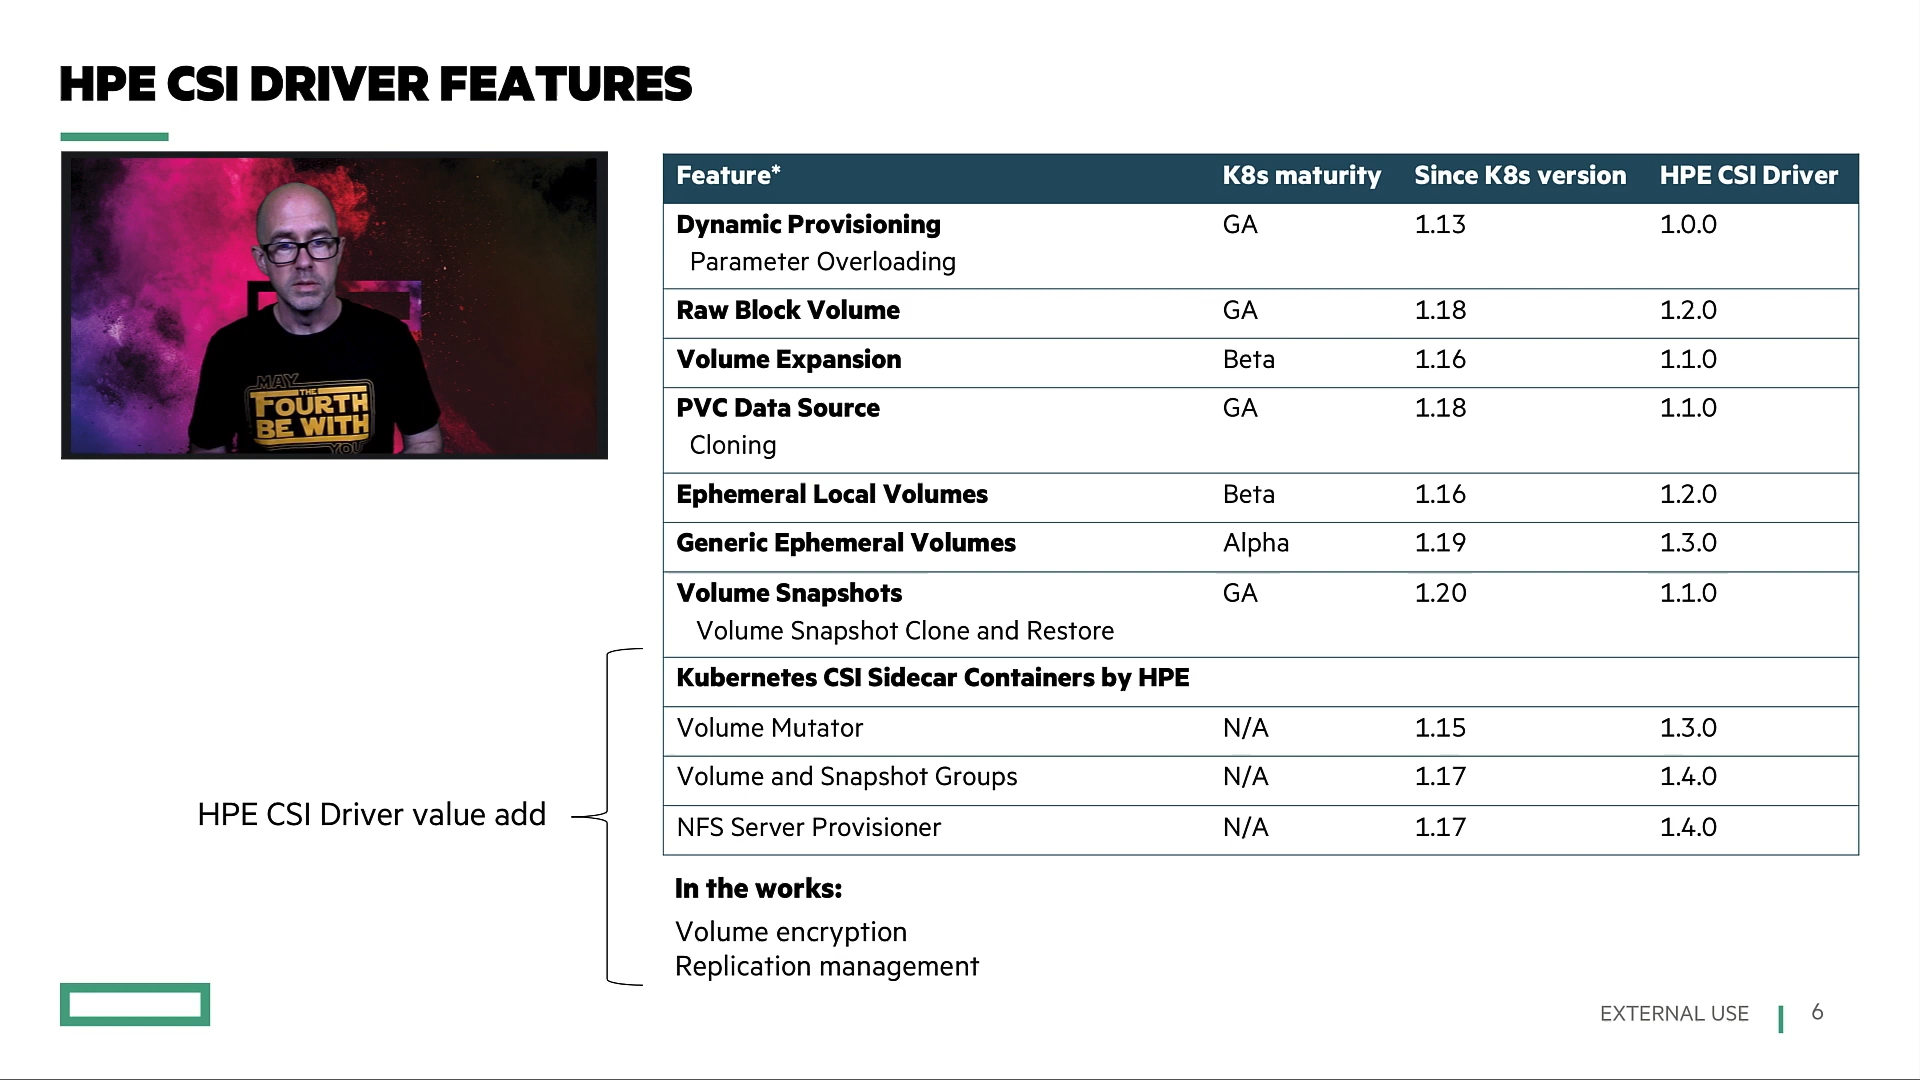 HPE CSI DRIVER FEATURES
MAY
THE
FOURTH
BE WITH
YOU
Feature* K8s maturity Since K8s version HPE CSI Driver
Dynamic Provisioning GA 1.13 1.0.0
Parameter Overloading
Raw Block Volume GA 1.18 1.2.0
Volume Expansion Beta 1.16 1.1.0
PVC Data Source GA 1.18 1.1.0
Cloning
Ephemeral Local Volumes Beta 1.16 1.2.0
Generic Ephemeral Volumes Alpha 1.19 1.3.0
Volume Snapshots GA 1.20 1.1.0
Volume Snapshot Clone and Restore
Kubernetes CSI Sidecar Containers by HPE
Volume Mutator N/A 1.15 1.3.0
Volume and Snapshot Groups N/A 1.17 1.4.0
NFS Server Provisioner N/A 1.17 1.4.0
HPE CSI Driver value add
In the works:
Volume encryption
Replication management
EXTERNAL USE 6